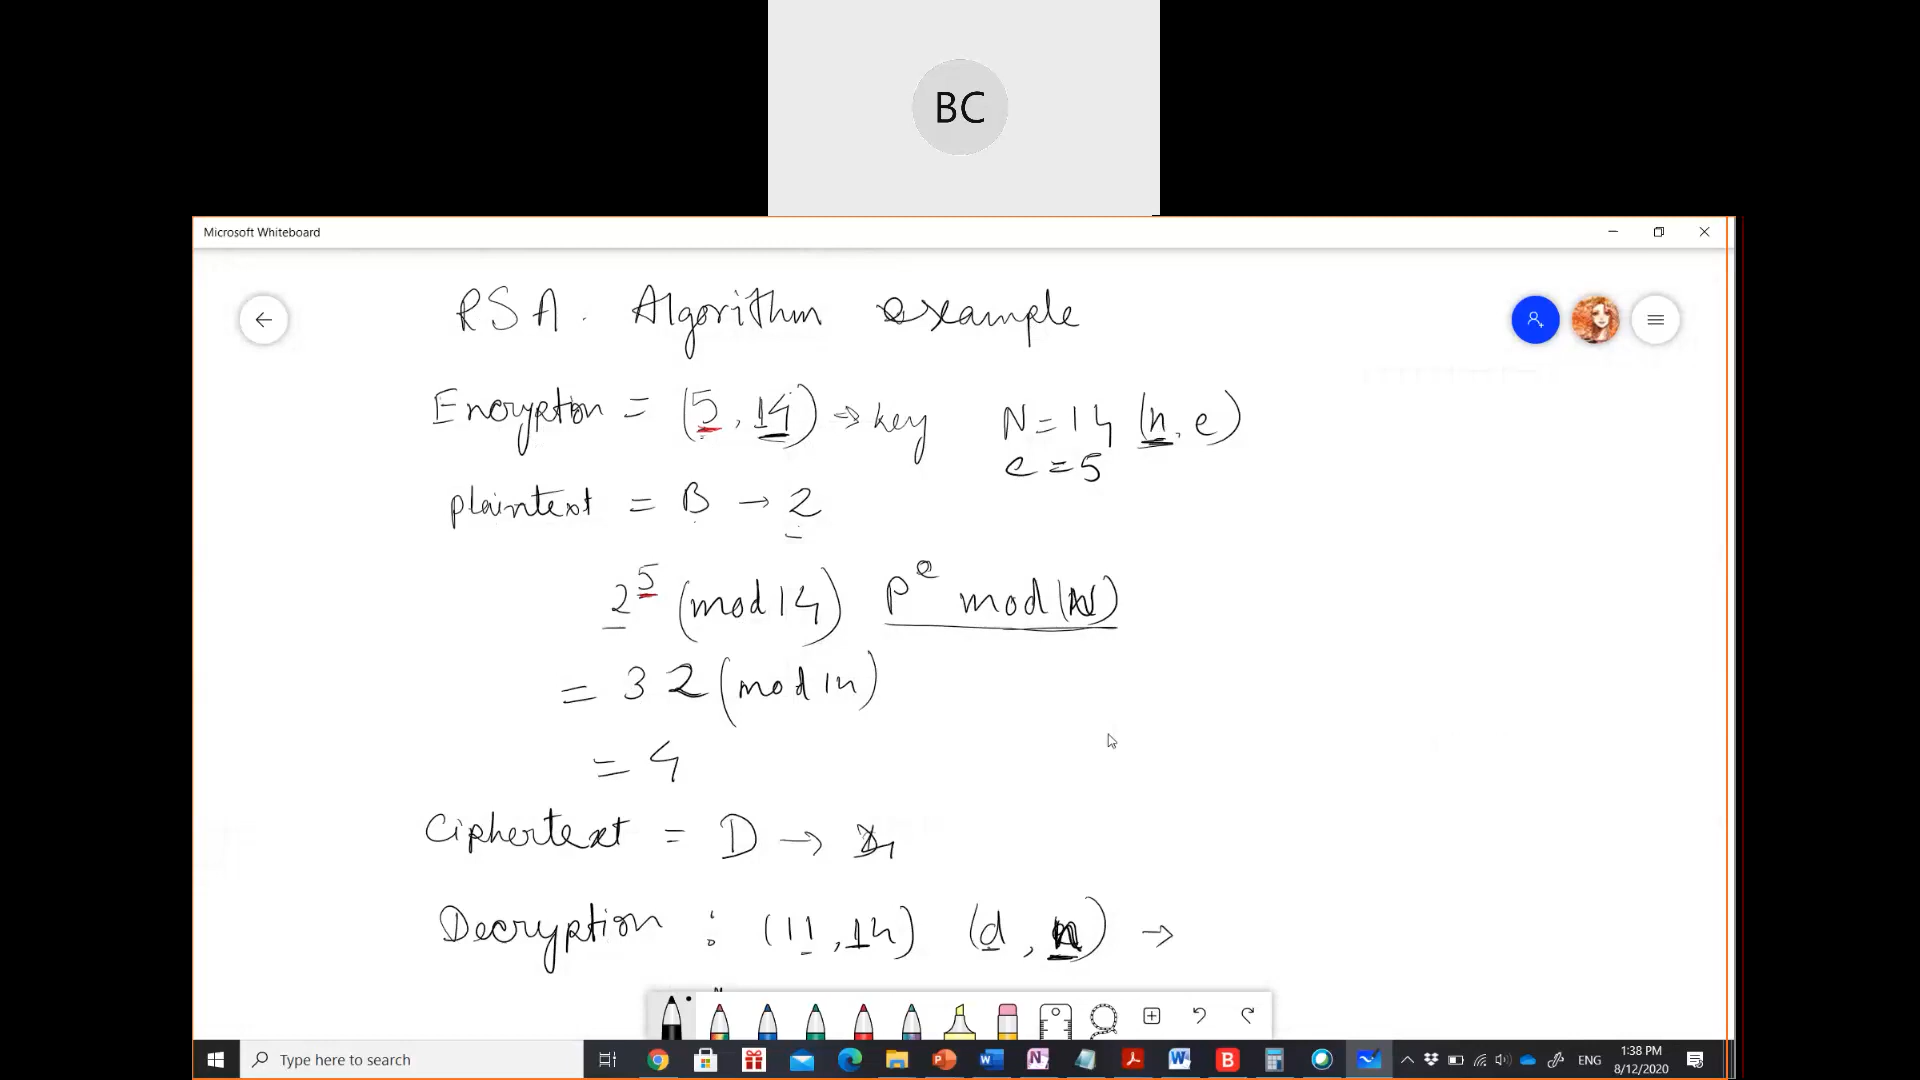 BC
Microsoft Whiteboard
RSA. Algorithm example
Encryption = (5, 14) → key N = 14 (n, e)
e = 5
plaintext = B → 2
2^5 (mod 14) P^e mod(N)
= 32 (mod 14)
= 4
Ciphertext = D → 4
Decryption : (11, 14) (d, n) →
Type here to search
ENG
1:38 PM
8/12/2020